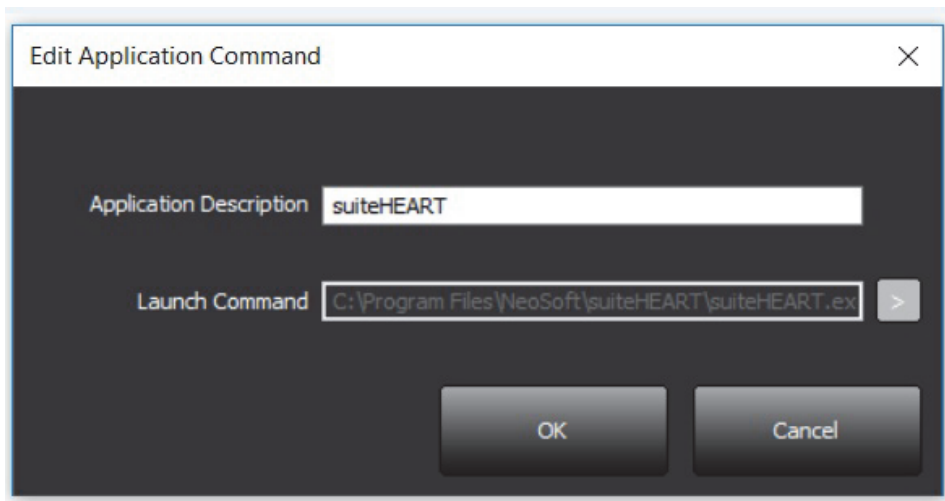 Edit Application Command
Application Description suiteHEART
Launch Command C:\Program Files\NeoSoft\suiteHEART\suiteHEART.ex >
OK Cancel